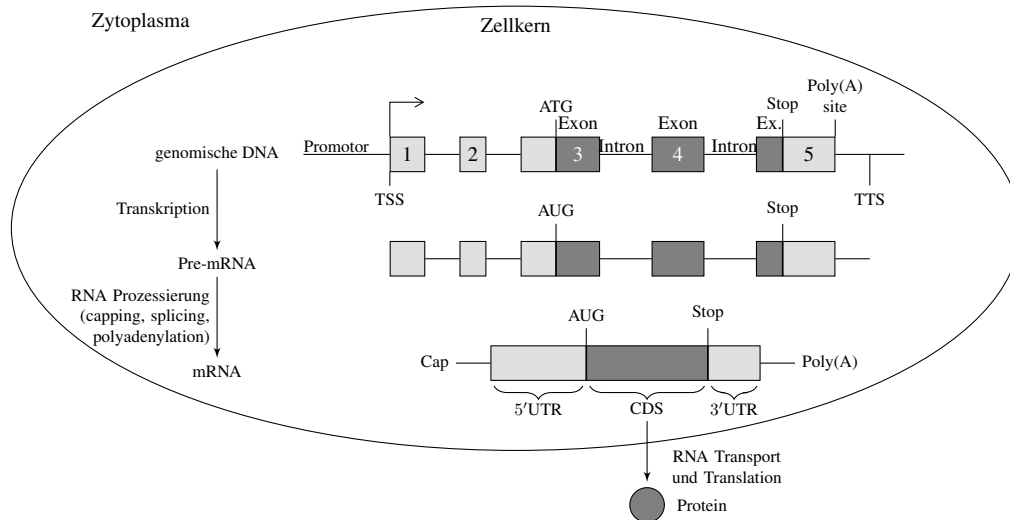 Zytoplasma
Zellkern
Poly(A)
site
ATG
Stop
Exon
Exon
Ex.
genomische DNA
Promotor
1
2
3
Intron
4
Intron
5
TSS
TTS
Transkription
AUG
Stop
Pre-mRNA
RNA Prozessierung
(capping, splicing,
polyadenylation)
AUG
Stop
Cap
Poly(A)
mRNA
5′UTR
CDS
3′UTR
RNA Transport
und Translation
Protein